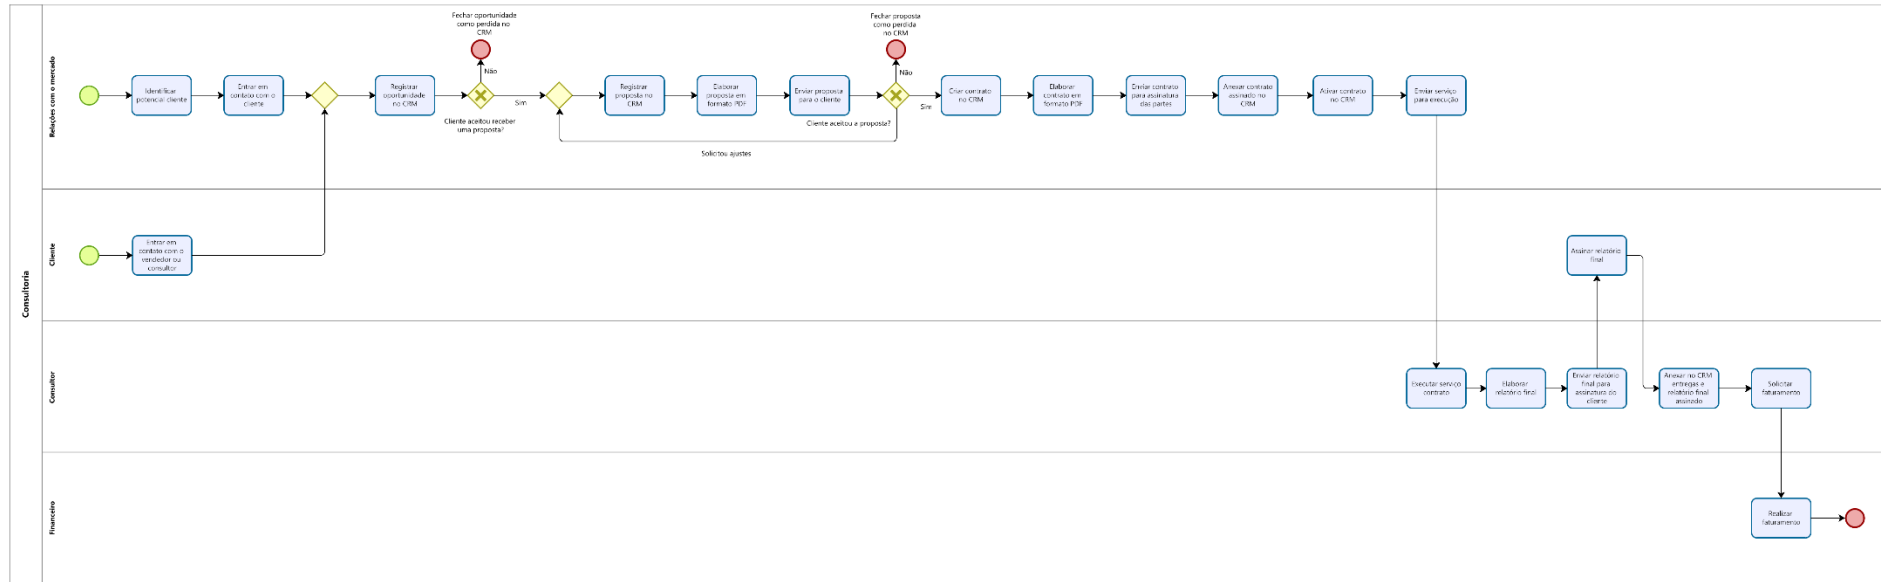 Consultoria
Relações com o mercado
Fechar oportunidade
como perdida no
CRM
Fechar proposta
como perdida
no CRM
Identificar
potencial cliente
Entrar em
contato com o
cliente
Registrar
oportunidade
no CRM
Não
Sim
Cliente aceitou receber
uma proposta?
Registrar
proposta no
CRM
Elaborar
proposta em
formato PDF
Enviar proposta
para o cliente
Não
Sim
Cliente aceitou a proposta?
Solicitou ajustes
Criar contrato
no CRM
Elaborar
contrato em
formato PDF
Enviar contrato
para assinatura
das partes
Anexar contrato
assinado no
CRM
Ativar contrato
no CRM
Enviar serviço
para execução
Cliente
Entrar em
contato com o
vendedor ou
consultor
Assinar relatório
final
Consultor
Executar serviço
contrato
Elaborar
relatório final
Enviar relatório
final para
assinatura do
cliente
Anexar no CRM
entregas e
relatório final
assinado
Solicitar
faturamento
Financeiro
Realizar
faturamento